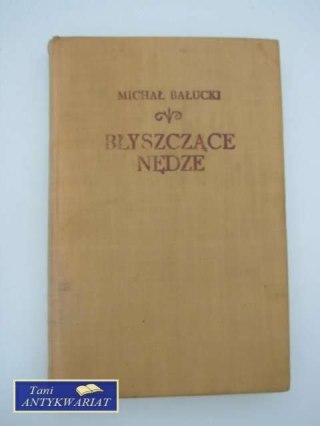 MICHAŁ BAŁUCKI
BŁYSZCZĄCE
NĘDZE
Tani
ANTYKWARIAT